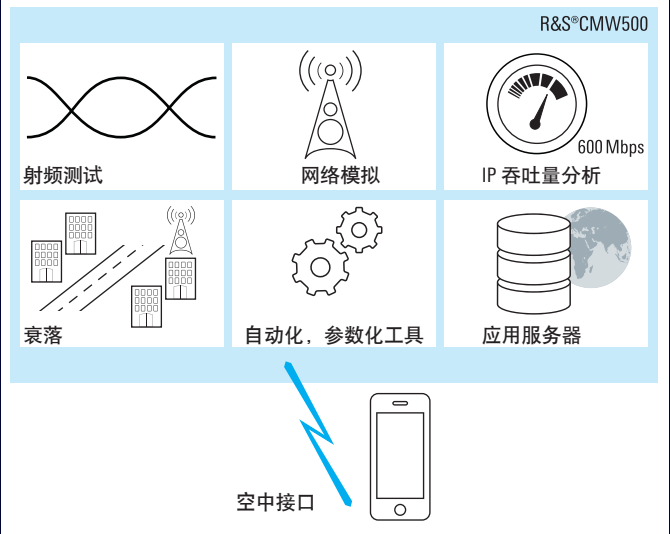 R&S®CMW500
射频测试
网络模拟
600 Mbps
IP 吞吐量分析
衰落
自动化，参数化工具
应用服务器
空中接口